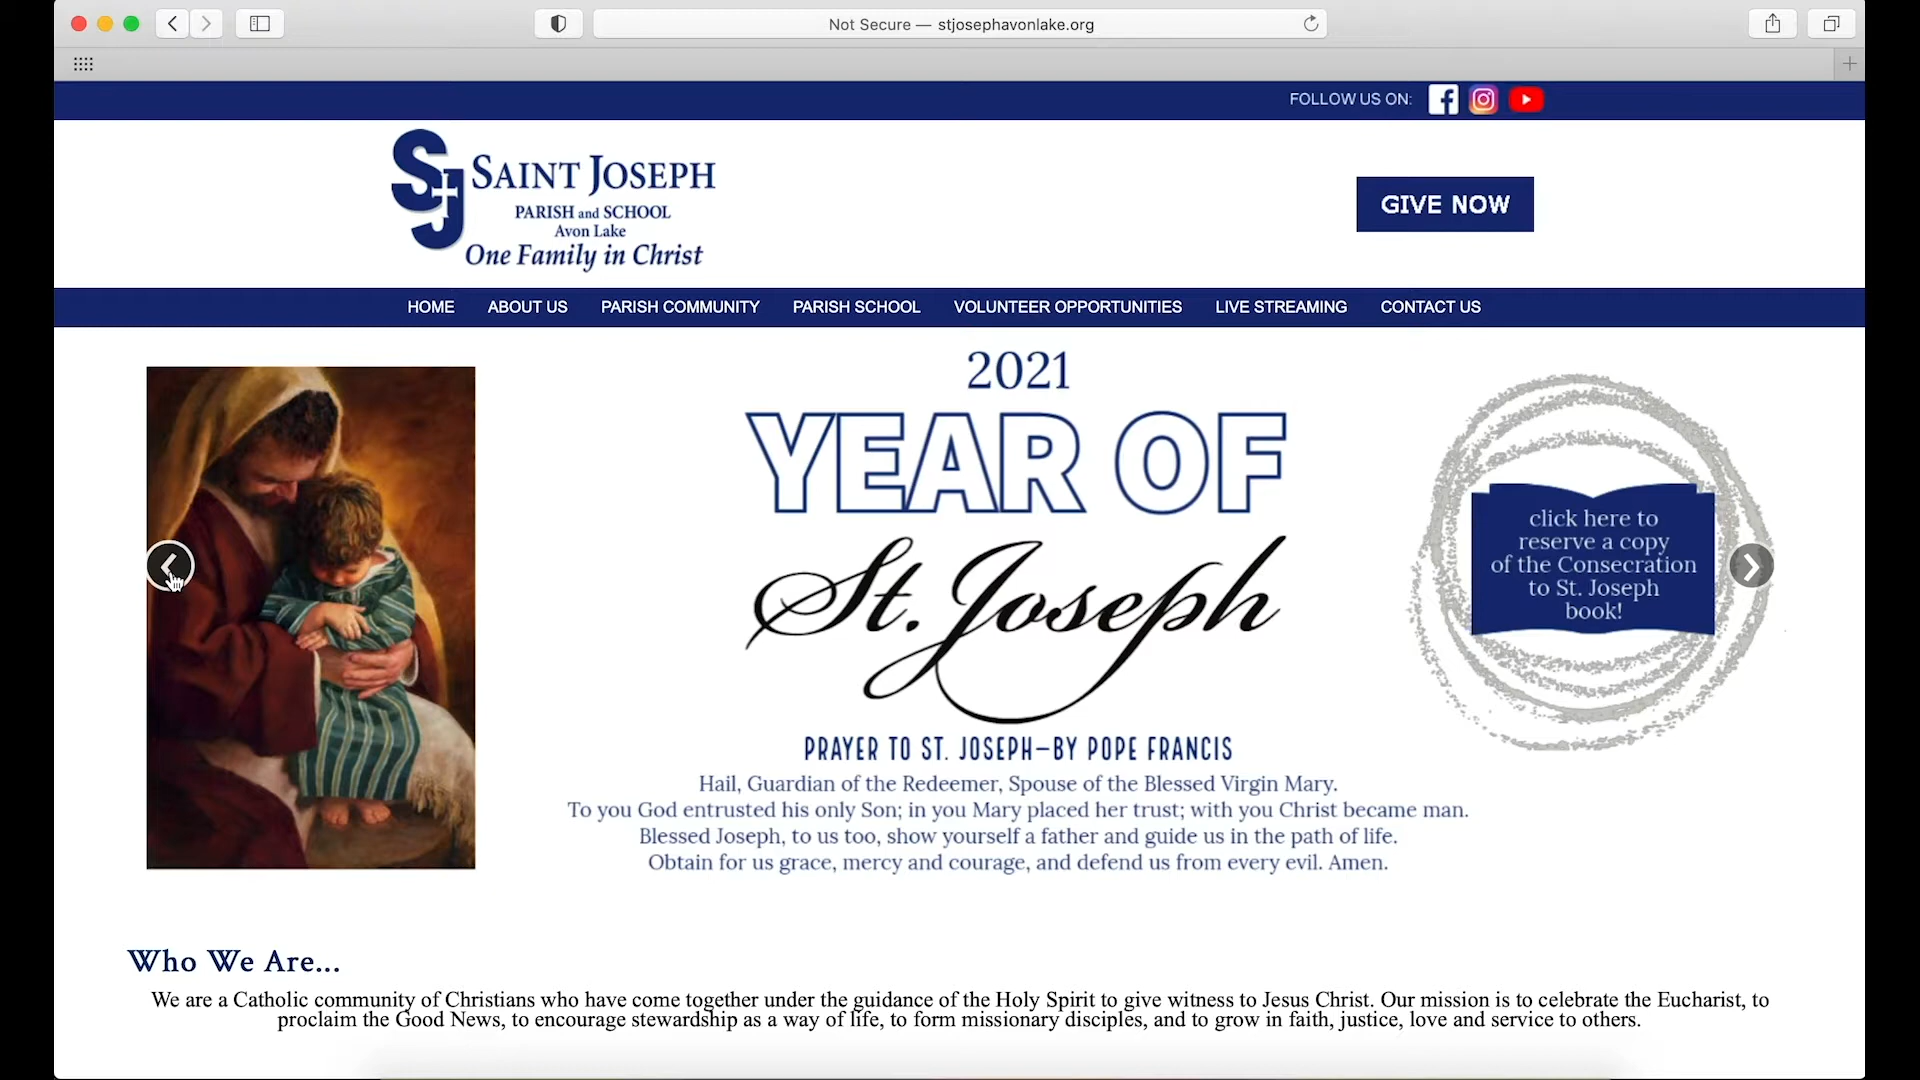 Not Secure — stjosephavonlake.org
FOLLOW US ON:
SJ
SAINT JOSEPH
PARISH and SCHOOL
Avon Lake
One Family in Christ
GIVE NOW
HOME ABOUT US PARISH COMMUNITY PARISH SCHOOL VOLUNTEER OPPORTUNITIES LIVE STREAMING CONTACT US
2021
YEAR OF
St. Joseph
PRAYER TO ST. JOSEPH—BY POPE FRANCIS
Hail, Guardian of the Redeemer, Spouse of the Blessed Virgin Mary.
To you God entrusted his only Son; in you Mary placed her trust; with you Christ became man.
Blessed Joseph, to us too, show yourself a father and guide us in the path of life.
Obtain for us grace, mercy and courage, and defend us from every evil. Amen.
click here to
reserve a copy
of the Consecration
to St. Joseph
book!
Who We Are...
We are a Catholic community of Christians who have come together under the guidance of the Holy Spirit to give witness to Jesus Christ. Our mission is to celebrate the Eucharist, to
proclaim the Good News, to encourage stewardship as a way of life, to form missionary disciples, and to grow in faith, justice, love and service to others.